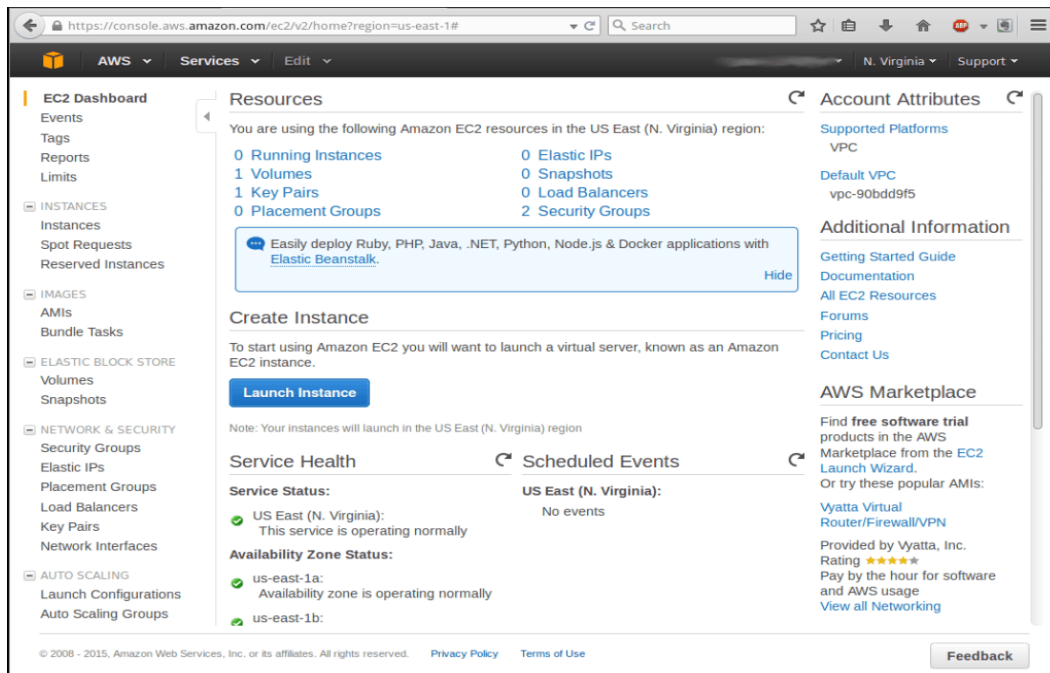 https://console.aws.amazon.com/ec2/v2/home?region=us-east-1#
Search
ABP
AWS
Services
Edit
N. Virginia
Support
EC2 Dashboard
Events
Tags
Reports
Limits
INSTANCES
Instances
Spot Requests
Reserved Instances
IMAGES
AMIs
Bundle Tasks
ELASTIC BLOCK STORE
Volumes
Snapshots
NETWORK & SECURITY
Security Groups
Elastic IPs
Placement Groups
Load Balancers
Key Pairs
Network Interfaces
AUTO SCALING
Launch Configurations
Auto Scaling Groups
Resources
You are using the following Amazon EC2 resources in the US East (N. Virginia) region:
0 Running Instances
0 Elastic IPs
1 Volumes
0 Snapshots
1 Key Pairs
0 Load Balancers
0 Placement Groups
2 Security Groups
Easily deploy Ruby, PHP, Java, .NET, Python, Node.js & Docker applications with
Elastic Beanstalk.
Hide
Create Instance
To start using Amazon EC2 you will want to launch a virtual server, known as an Amazon
EC2 instance.
Launch Instance
Note: Your instances will launch in the US East (N. Virginia) region
Service Health
Service Status:
US East (N. Virginia):
This service is operating normally
Availability Zone Status:
us-east-1a:
Availability zone is operating normally
us-east-1b:
Scheduled Events
US East (N. Virginia):
No events
Account Attributes
Supported Platforms
VPC
Default VPC
vpc-90bdd9f5
Additional Information
Getting Started Guide
Documentation
All EC2 Resources
Forums
Pricing
Contact Us
AWS Marketplace
Find free software trial
products in the AWS
Marketplace from the EC2
Launch Wizard.
Or try these popular AMIs:
Vyatta Virtual
Router/Firewall/VPN
Provided by Vyatta, Inc.
Rating
Pay by the hour for software
and AWS usage
View all Networking
© 2008 - 2015, Amazon Web Services, Inc. or its affiliates. All rights reserved.
Privacy Policy
Terms of Use
Feedback